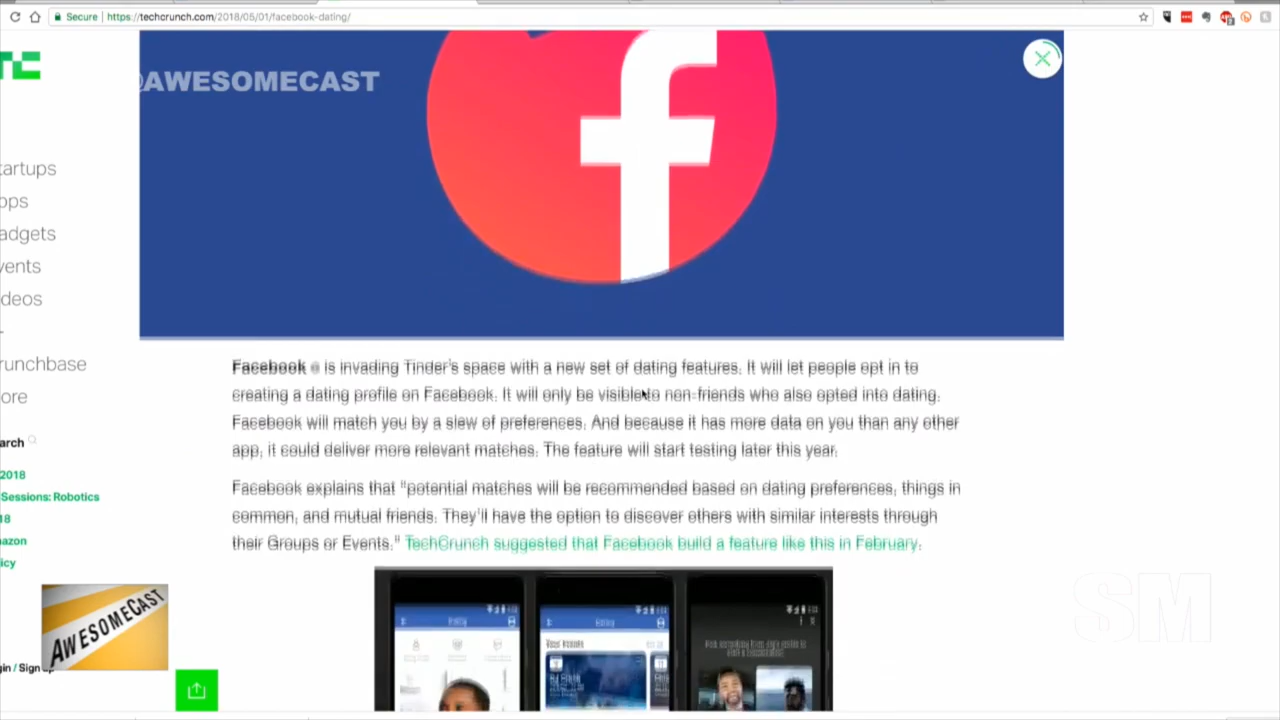 Secure
https://techcrunch.com/2018/05/01/facebook-dating/
@AWESOMECAST
f
tartups
pps
adgets
vents
deos
runchbase
ore
arch
2018
Sessions: Robotics
18
mazon
licy
gin / Sign up
Facebook is invading Tinder's space with a new set of dating features. It will let people opt in to
creating a dating profile on Facebook. It will only be visible to non-friends who also opted into dating.
Facebook will match you by a slew of preferences. And because it has more data on you than any other
app, it could deliver more relevant matches. The feature will start testing later this year.
Facebook explains that "potential matches will be recommended based on dating preferences, things in
common, and mutual friends. They'll have the option to discover others with similar interests through
their Groups or Events." TechCrunch suggested that Facebook build a feature like this in February.
AWESOMECAST
SM